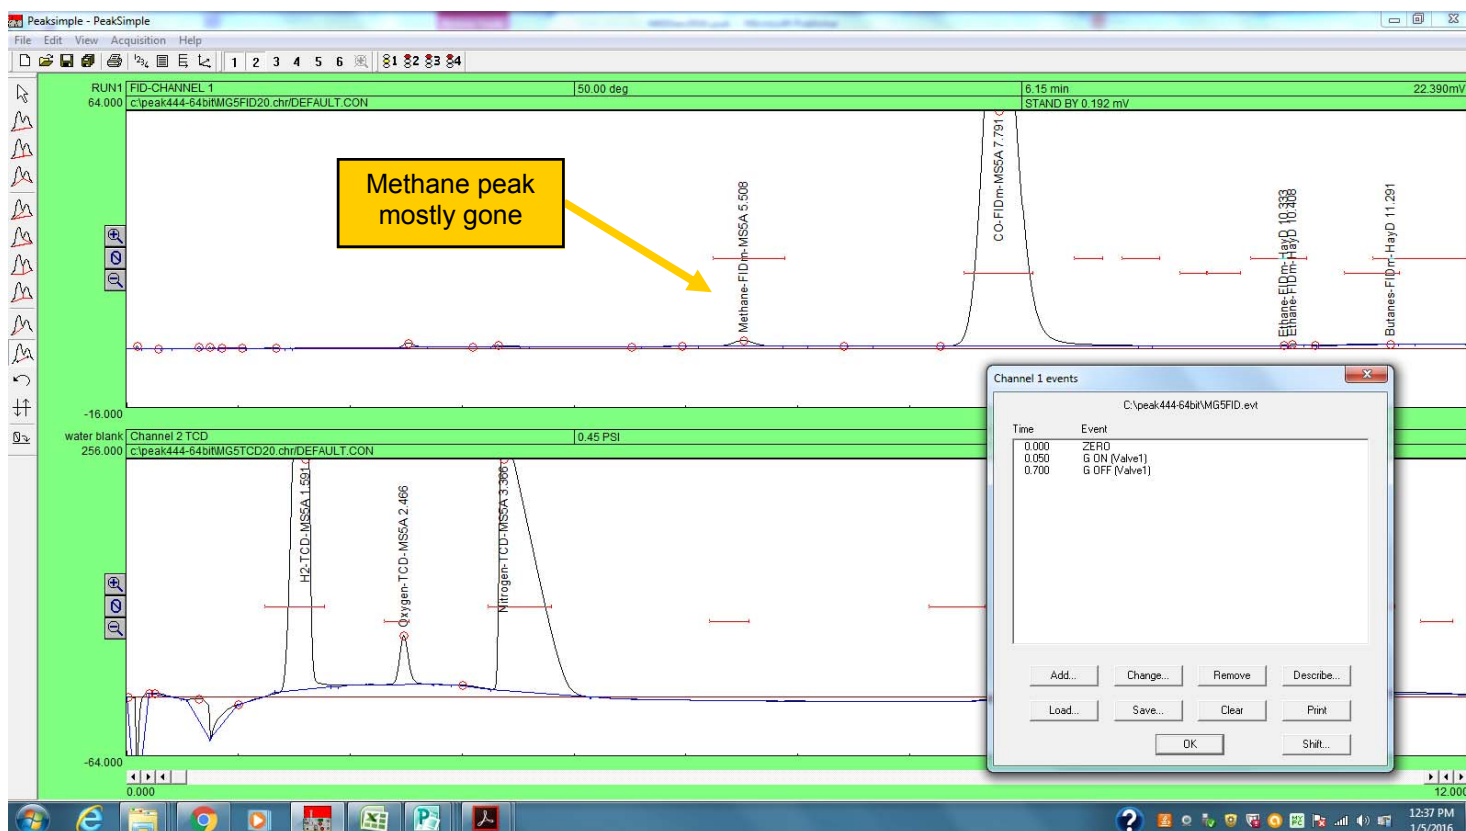 Peaksimple - PeakSimple
File Edit View Acquisition Help
1 2 3 4 5 6 1 2 3 4
RUN1 FID-CHANNEL 1 50.00 deg 6.15 min 22.390mV
64.000 c:\peak444-64bit\MG5FID20.chr/DEFAULT.CON STAND BY 0.192 mV
Methane peak
mostly gone
Methane-FIDm-MS5A 5.508
CO-FIDm-MS5A 7.791
Ethane-FIDm-HayD 10.333
Ethane-FIDm-HayD 10.408
Butanes-FIDm-HayD 11.291
-16.000
water blank Channel 2 TCD 0.45 PSI
256.000 c:\peak444-64bit\MG5TCD20.chr/DEFAULT.CON
H2-TCD-MS5A 1.591
Oxygen-TCD-MS5A 2.466
Nitrogen-TCD-MS5A 3.366
-64.000
0.000 12.000
Channel 1 events
C:\peak444-64bit\MG5FID.evt
Time Event
0.000 ZERO
0.050 G ON (Valve1)
0.700 G OFF (Valve1)
Add... Change... Remove Describe...
Load... Save... Clear Print
OK Shift...
12:37 PM
1/5/2016